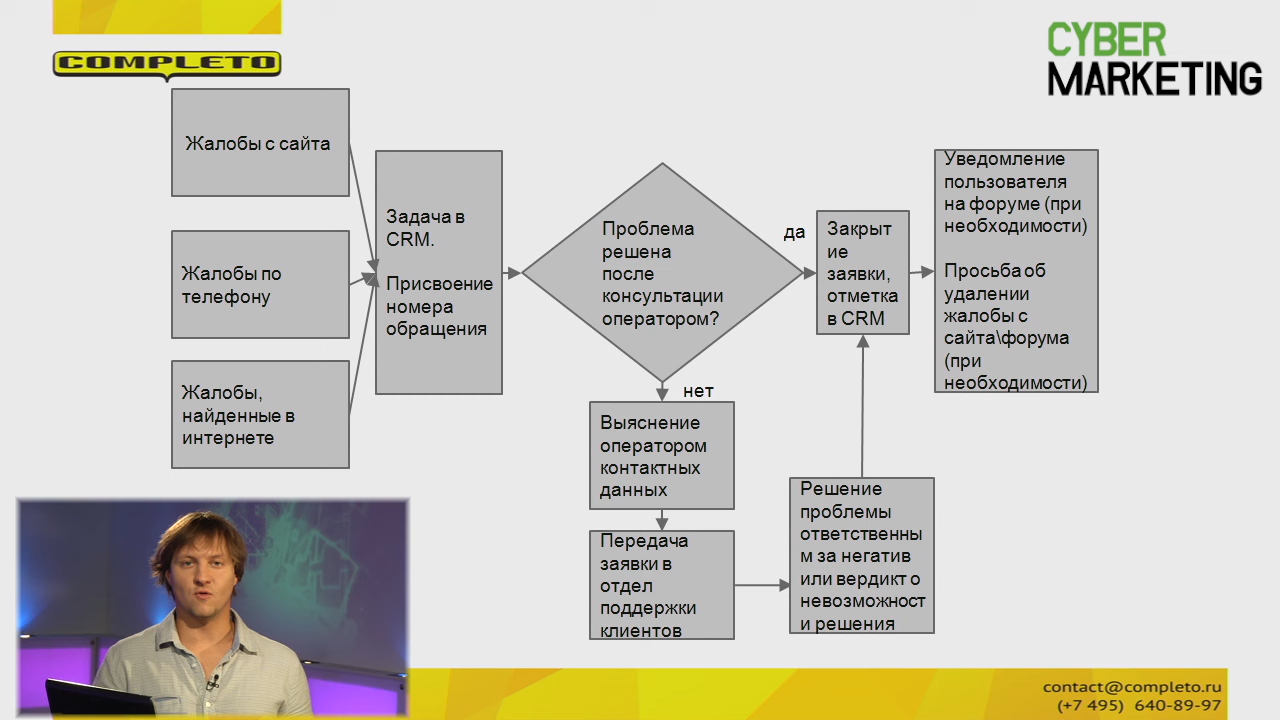 COMPLETO
CYBER
MARKETING
Жалобы с сайта
Жалобы по
телефону
Жалобы,
найденные в
интернете
Задача в
CRM.
Присвоение
номера
обращения
Проблема
решена
после
консультации
оператором?
да
нет
Закрыт
ие
заявки,
отметка
в CRM
Уведомление
пользователя
на форуме (при
необходимости)
Просьба об
удалении
жалобы с
сайта\форума
(при
необходимости)
Выяснение
оператором
контактных
данных
Передача
заявки в
отдел
поддержки
клиентов
Решение
проблемы
ответственны
м за негатив
или вердикт о
невозможност
и решения
contact@completo.ru
(+7 495) 640-89-97